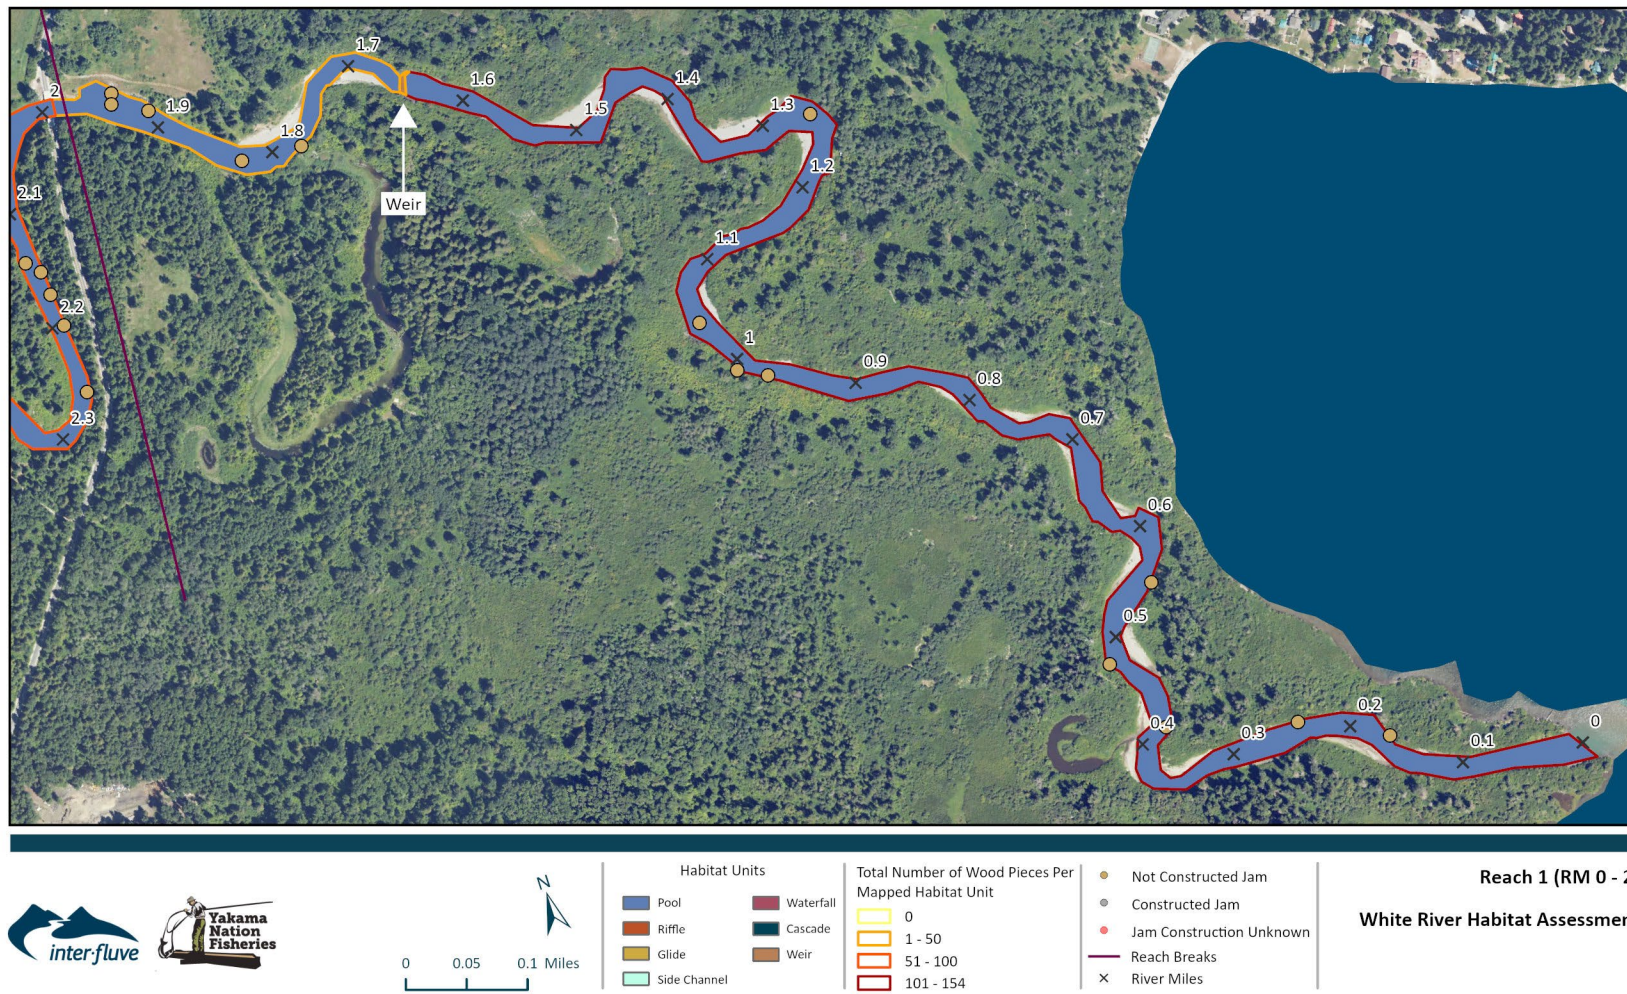 1.7
1.6
1.4
2
1.9
1.5
1.3
1.8
1.2
2.1
Weir
1.1
2.2
1
0.9
0.8
2.3
0.7
0.6
0.5
0.4
0.3
0.2
0.1
0
inter-fluve
Yakama
Nation
Fisheries
N
0 0.05 0.1 Miles
Habitat Units
Pool
Riffle
Glide
Side Channel
Waterfall
Cascade
Weir
Total Number of Wood Pieces Per
Mapped Habitat Unit
0
1 - 50
51 - 100
101 - 154
Not Constructed Jam
Constructed Jam
Jam Construction Unknown
Reach Breaks
River Miles
Reach 1 (RM 0 - 2
White River Habitat Assessmen